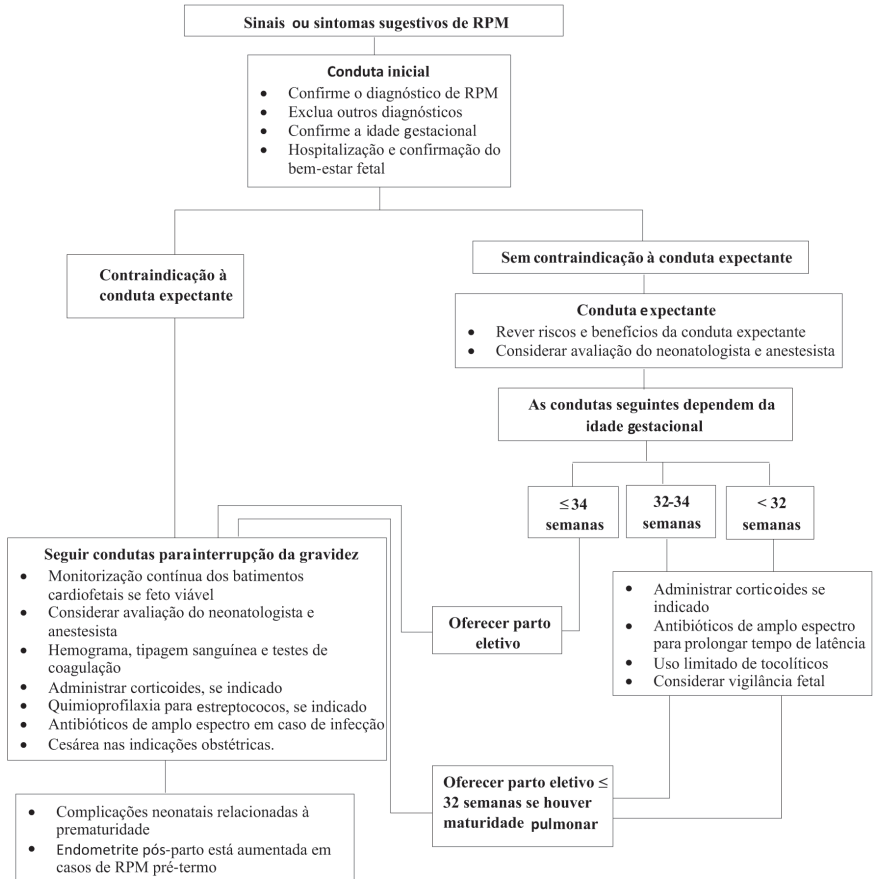 Sinais ou sintomas sugestivos de RPM
Conduta inicial
• Confirme o diagnóstico de RPM
• Exclua outros diagnósticos
• Confirme a idade gestacional
• Hospitalização e confirmação do
bem-estar fetal
Contraindicação à
conduta expectante
Sem contraindicação à conduta expectante
Conduta expectante
• Rever riscos e benefícios da conduta expectante
• Considerar avaliação do neonatologista e anestesista
As condutas seguintes dependem da
idade gestacional
≤ 34
semanas
32-34
semanas
< 32
semanas
Seguir condutas para interrupção da gravidez
• Monitorização contínua dos batimentos
cardiofetais se feto viável
• Considerar avaliação do neonatologista e
anestesista
• Hemograma, tipagem sanguínea e testes de
coagulação
• Administrar corticoides, se indicado
• Quimioprofilaxia para estreptococos, se indicado
• Antibióticos de amplo espectro em caso de infecção
• Cesárea nas indicações obstétricas.
Oferecer parto
eletivo
• Administrar corticoides se
indicado
• Antibióticos de amplo espectro
para prolongar tempo de latência
• Uso limitado de tocolíticos
• Considerar vigilância fetal
Oferecer parto eletivo ≤
32 semanas se houver
maturidade pulmonar
• Complicações neonatais relacionadas à
prematuridade
• Endometrite pós-parto está aumentada em
casos de RPM pré-termo